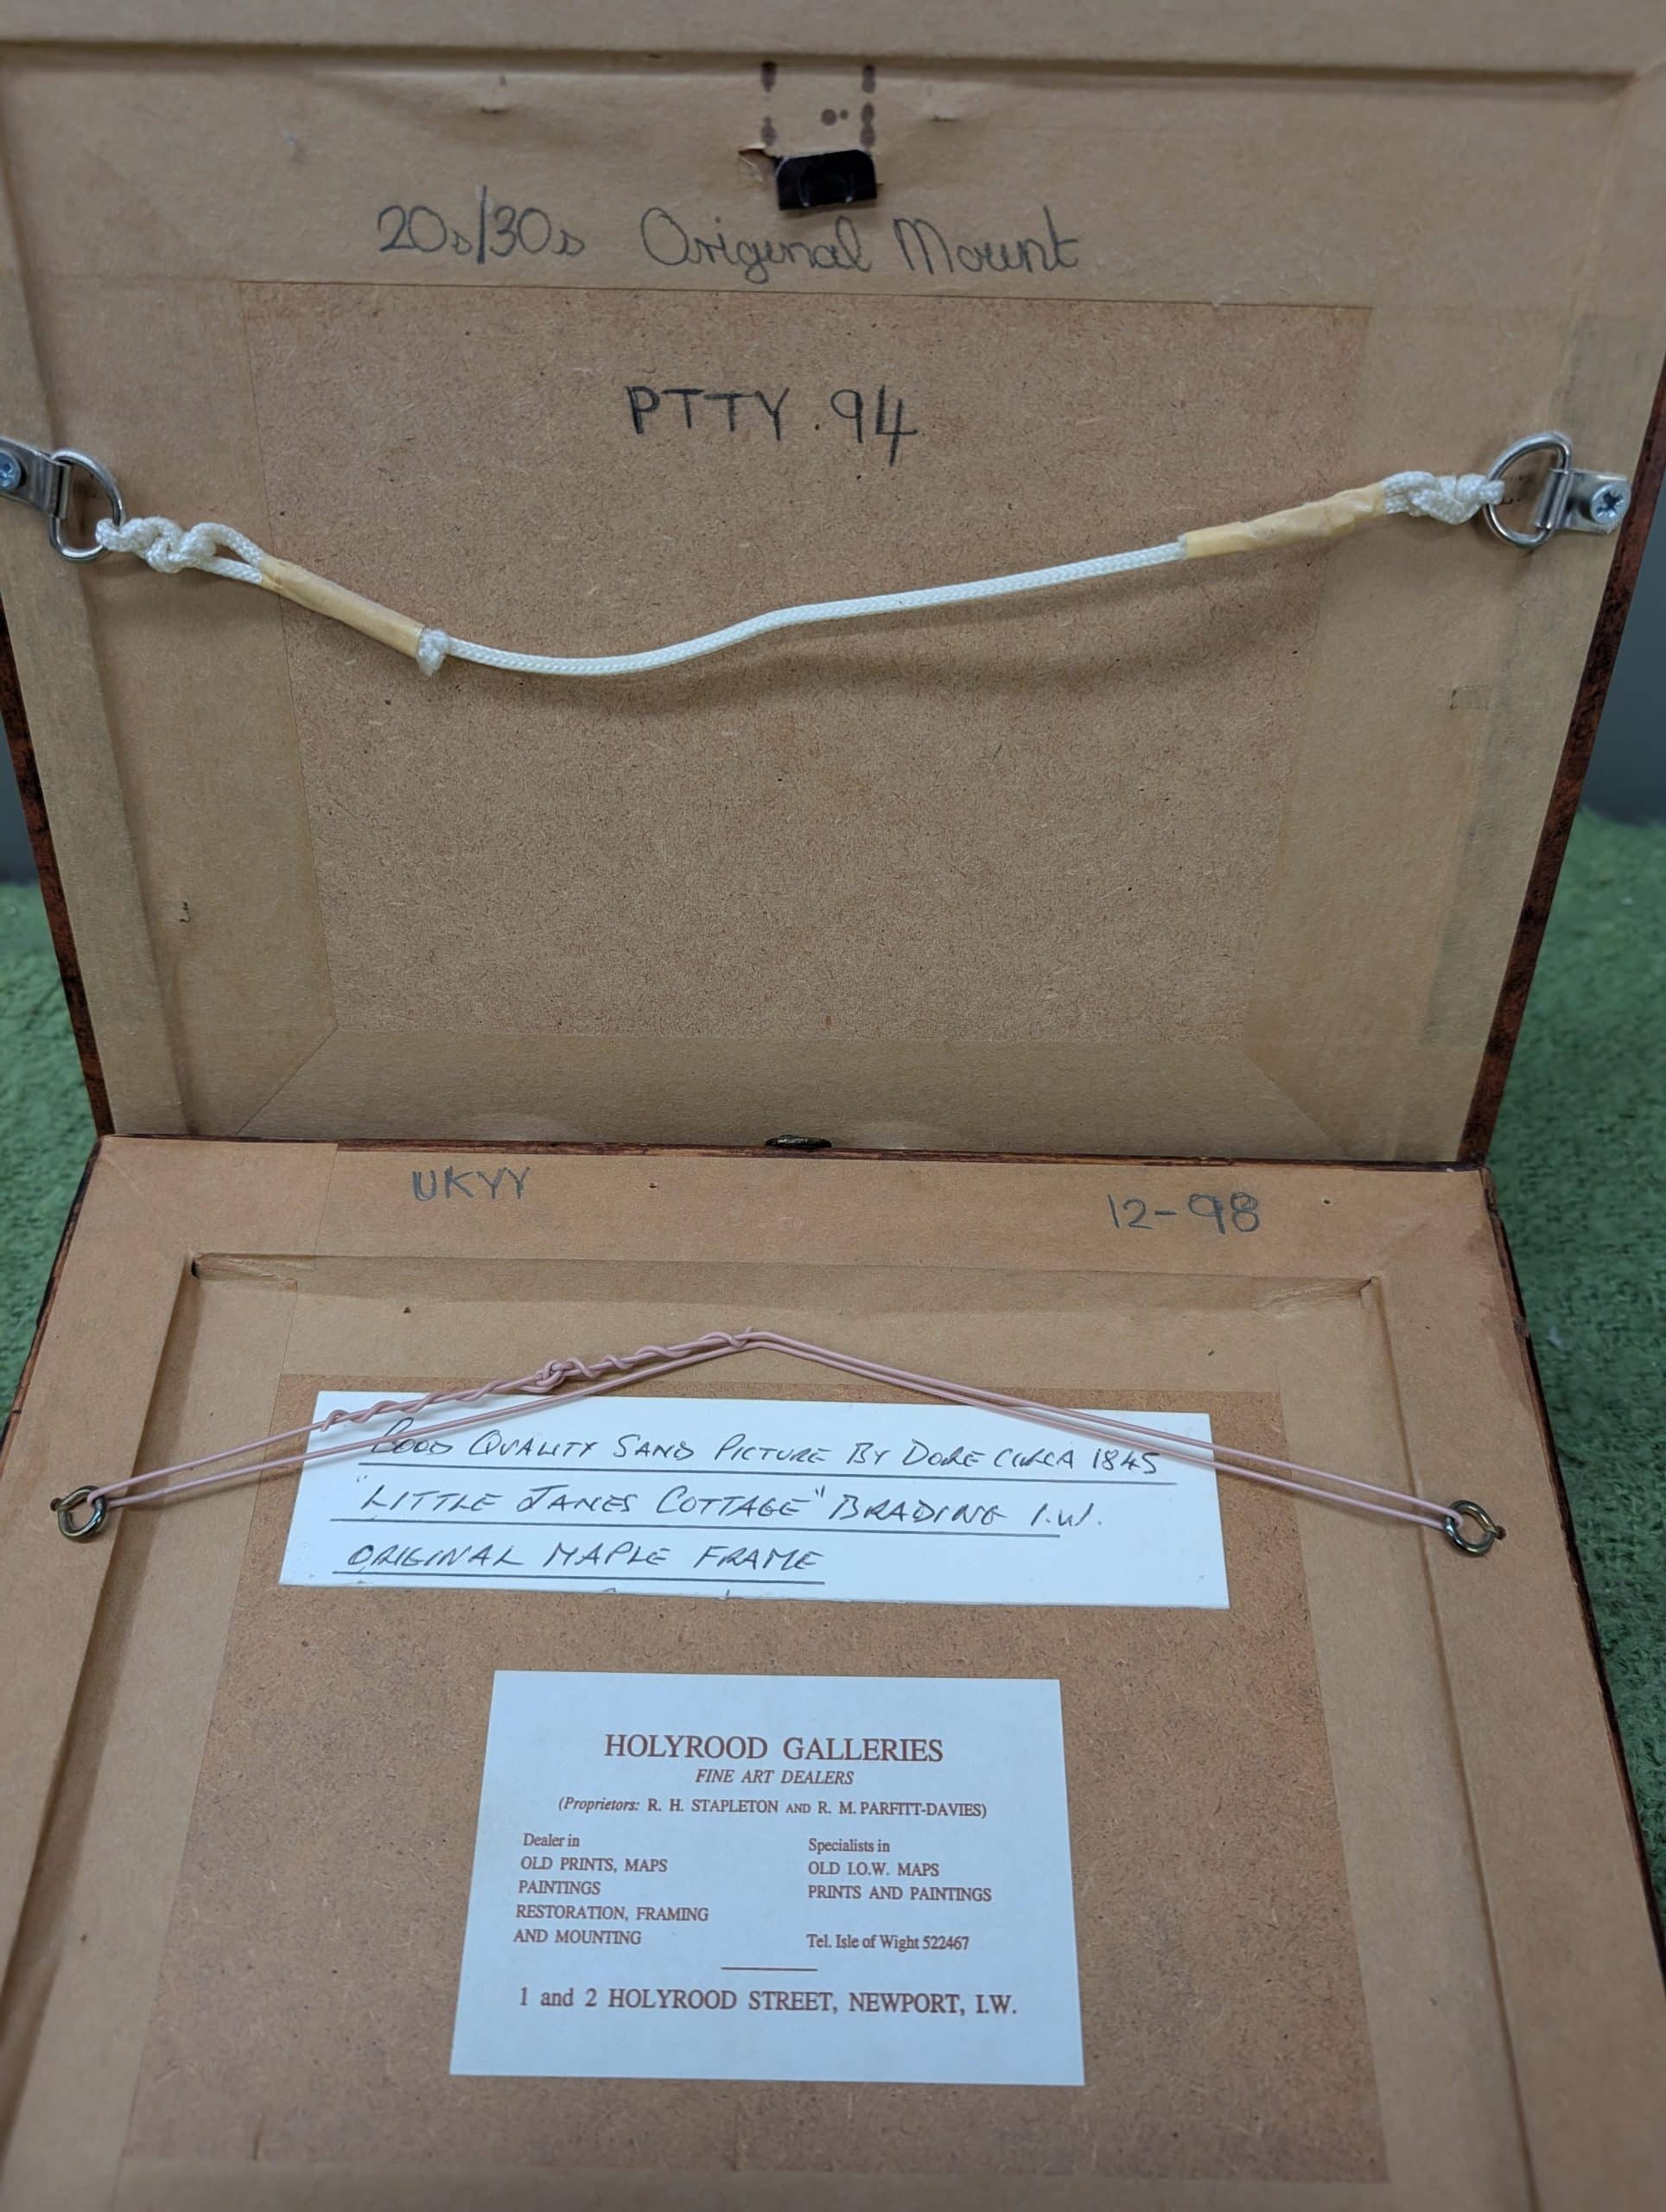 20s/30s Original Mount
PTTY.94
UKYY 12-98
GOOD QUALITY SAND PICTURE BY DORE CIRCA 1845
"LITTLE JANES COTTAGE" BRADING I.W.
ORIGINAL MAPLE FRAME
HOLYROOD GALLERIES
FINE ART DEALERS
(Proprietors: R. H. STAPLETON AND R. M. PARFITT-DAVIES)
Dealer in
OLD PRINTS, MAPS
PAINTINGS
RESTORATION, FRAMING
AND MOUNTING
Specialists in
OLD I.O.W. MAPS
PRINTS AND PAINTINGS
Tel. Isle of Wight 522467
1 and 2 HOLYROOD STREET, NEWPORT, I.W.